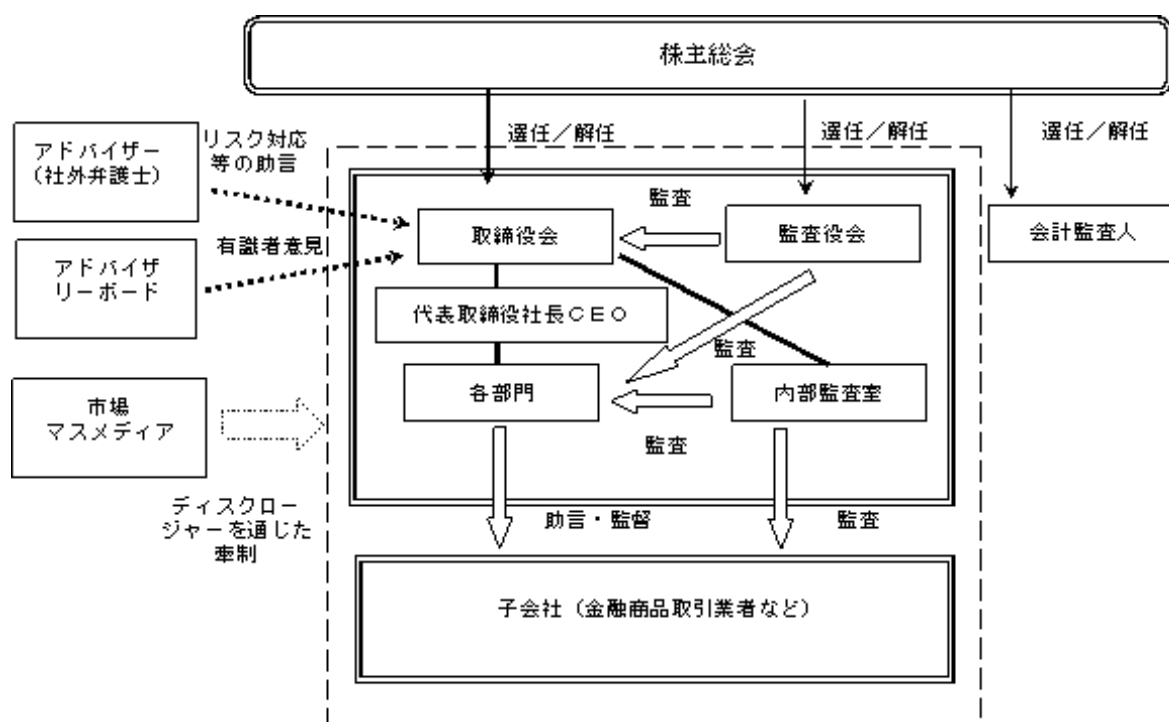 株主総会
選任／解任
選任／解任
選任／解任
アドバイザー
（社外弁護士）
リスク対応
等の助言
監査
取締役会
監査役会
会計監査人
有識者意見
アドバイザ
リーボード
代表取締役社長ＣＥＯ
監査
各部門
内部監査室
市場
マスメディア
監査
ディスクロー
ジャーを通じた
牽制
助言・監督
監査
子会社（金融商品取引業者など）